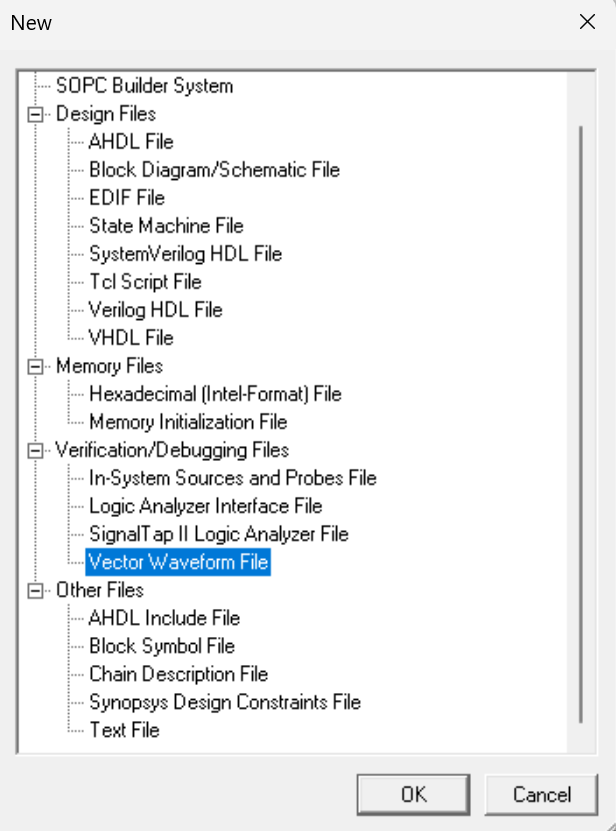 New
SOPC Builder System
Design Files
AHDL File
Block Diagram/Schematic File
EDIF File
State Machine File
SystemVerilog HDL File
Tcl Script File
Verilog HDL File
VHDL File
Memory Files
Hexadecimal (Intel-Format) File
Memory Initialization File
Verification/Debugging Files
In-System Sources and Probes File
Logic Analyzer Interface File
SignalTap II Logic Analyzer File
Vector Waveform File
Other Files
AHDL Include File
Block Symbol File
Chain Description File
Synopsys Design Constraints File
Text File
OK Cancel